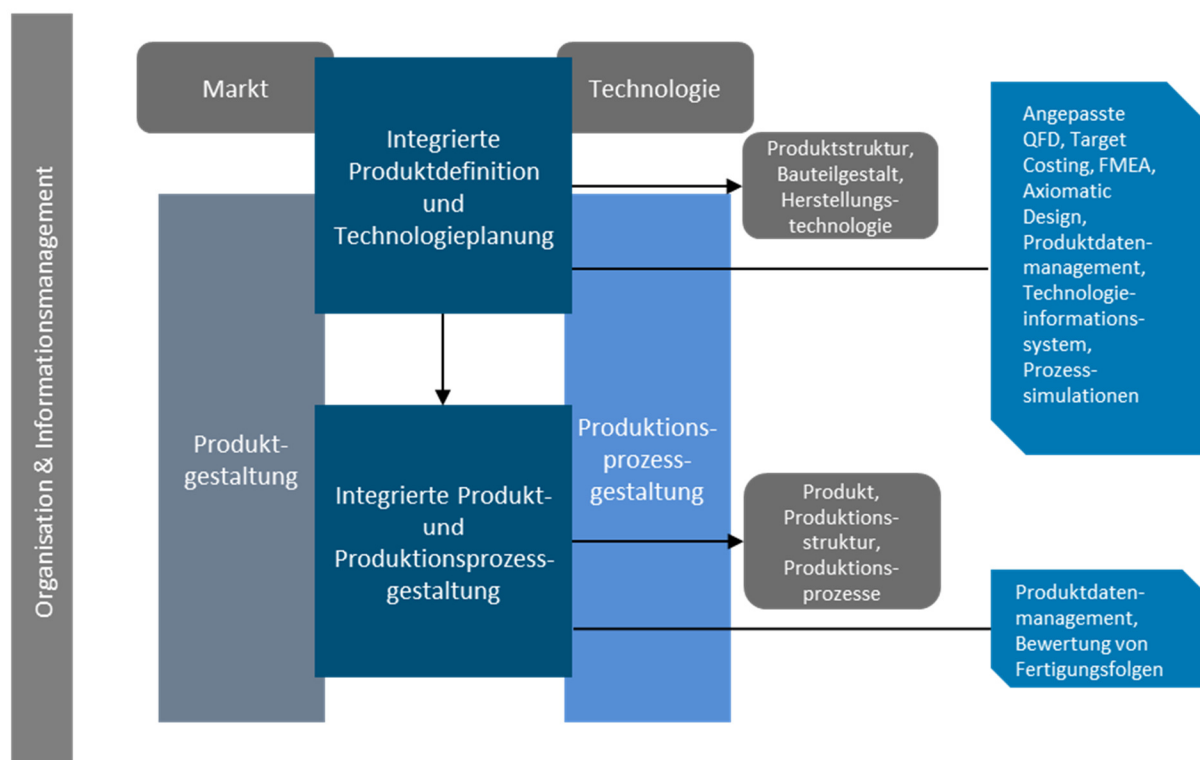 Organisation & Informationsmanagement
Markt
Technologie
Integrierte
Produktdefinition
und
Technologieplanung
Produktstruktur,
Bauteilgestalt,
Herstellungs-
technologie
Angepasste
QFD, Target
Costing, FMEA,
Axiomatic
Design,
Produktdaten-
management,
Technologie-
informations-
system,
Prozess-
simulationen
Produkt-
gestaltung
Integrierte Produkt-
und
Produktionsprozess-
gestaltung
Produktions-
prozess-
gestaltung
Produkt,
Produktions-
struktur,
Produktions-
prozesse
Produktdaten-
management,
Bewertung von
Fertigungsfolgen